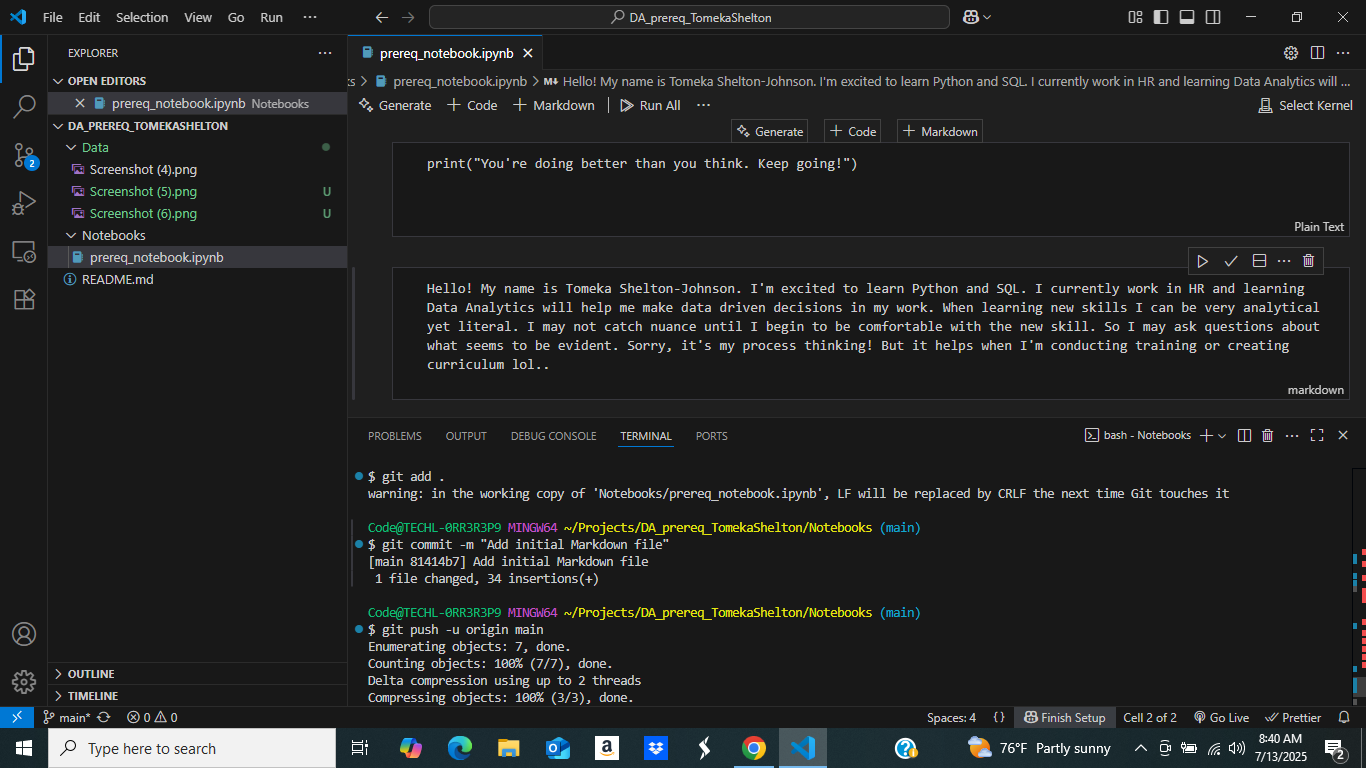 File Edit Selection View Go Run ···
DA_prereq_TomekaShelton
EXPLORER
OPEN EDITORS
prereq_notebook.ipynb Notebooks
DA_PREREQ_TOMEKASHELTON
Data
Screenshot (4).png
Screenshot (5).png U
Screenshot (6).png U
Notebooks
prereq_notebook.ipynb
README.md
OUTLINE
TIMELINE
2
prereq_notebook.ipynb
ks > prereq_notebook.ipynb > M↓ Hello! My name is Tomeka Shelton-Johnson. I'm excited to learn Python and SQL. I currently work in HR and learning Data Analytics will ...
Generate + Code + Markdown Run All ··· Select Kernel
Generate + Code + Markdown
print("You're doing better than you think. Keep going!")
Plain Text
Hello! My name is Tomeka Shelton-Johnson. I'm excited to learn Python and SQL. I currently work in HR and learning
Data Analytics will help me make data driven decisions in my work. When learning new skills I can be very analytical
yet literal. I may not catch nuance until I begin to be comfortable with the new skill. So I may ask questions about
what seems to be evident. Sorry, it's my process thinking! But it helps when I'm conducting training or creating
curriculum lol..
markdown
PROBLEMS OUTPUT DEBUG CONSOLE TERMINAL PORTS
bash - Notebooks
$ git add .
warning: in the working copy of 'Notebooks/prereq_notebook.ipynb', LF will be replaced by CRLF the next time Git touches it
Code@TECHL-0RR3R3P9 MINGW64 ~/Projects/DA_prereq_TomekaShelton/Notebooks (main)
$ git commit -m "Add initial Markdown file"
[main 81414b7] Add initial Markdown file
1 file changed, 34 insertions(+)
Code@TECHL-0RR3R3P9 MINGW64 ~/Projects/DA_prereq_TomekaShelton/Notebooks (main)
$ git push -u origin main
Enumerating objects: 7, done.
Counting objects: 100% (7/7), done.
Delta compression using up to 2 threads
Compressing objects: 100% (3/3), done.
main* 0 0 Spaces: 4 {} Finish Setup Cell 2 of 2 Go Live Prettier
Type here to search
76°F Partly sunny
8:40 AM
7/13/2025
2